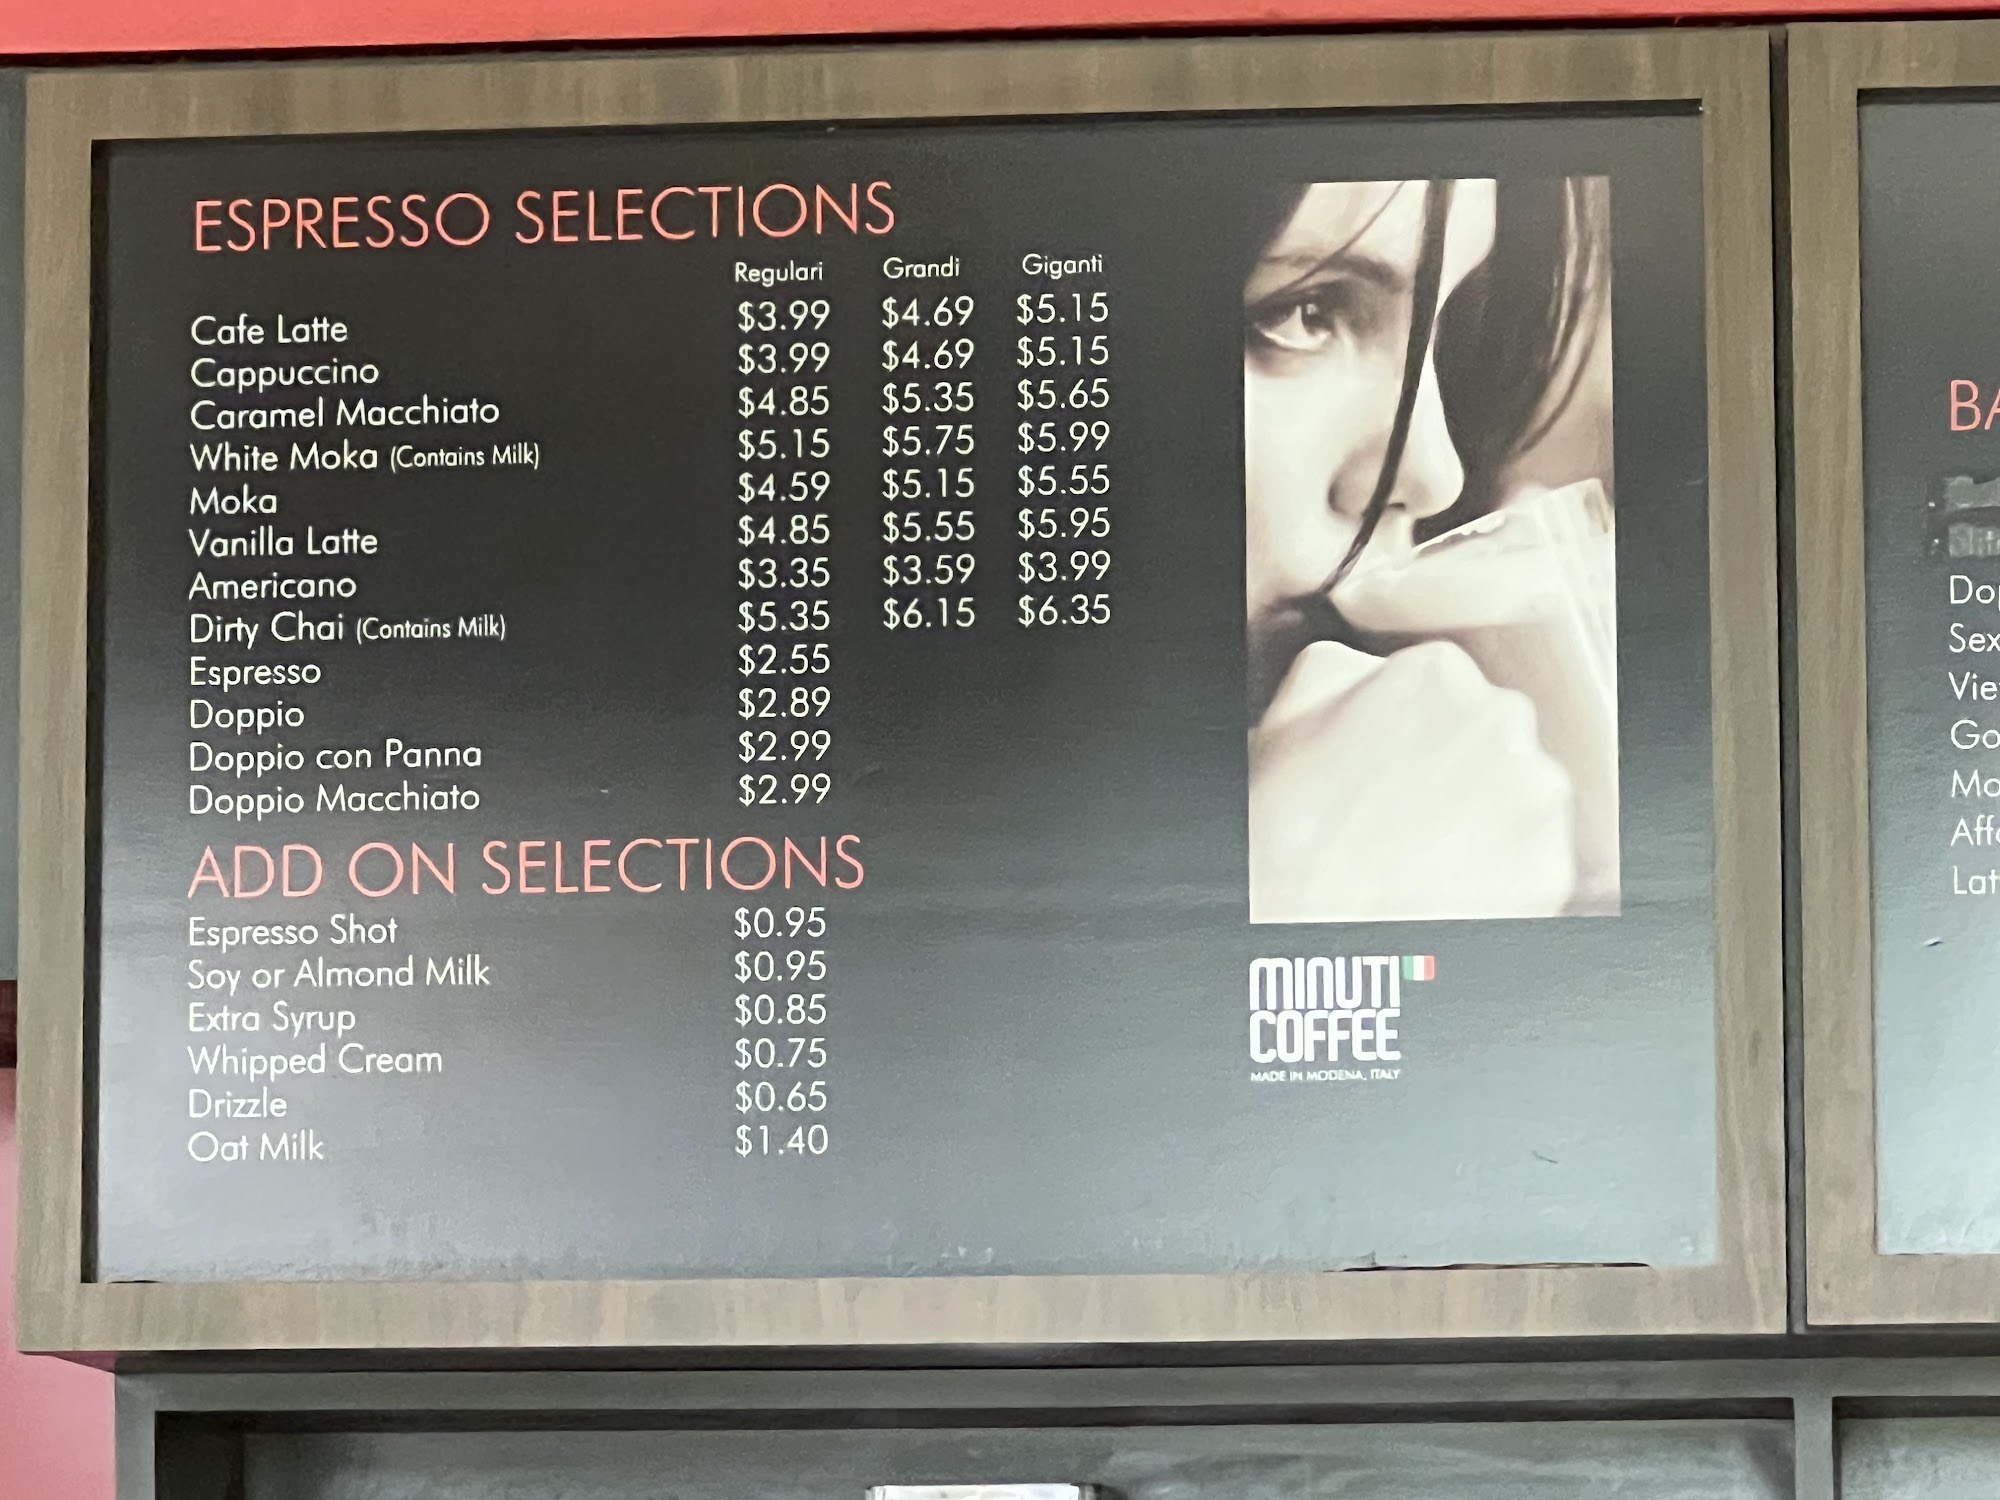 ESPRESSO SELECTIONS
Regulari Grandi Giganti
Cafe Latte $3.99 $4.69 $5.15
Cappuccino $3.99 $4.69 $5.15
Caramel Macchiato $4.85 $5.35 $5.65
White Moka (Contains Milk) $5.15 $5.75 $5.99
Moka $4.59 $5.15 $5.55
Vanilla Latte $4.85 $5.55 $5.95
Americano $3.35 $3.59 $3.99
Dirty Chai (Contains Milk) $5.35 $6.15 $6.35
Espresso $2.55
Doppio $2.89
Doppio con Panna $2.99
Doppio Macchiato $2.99
ADD ON SELECTIONS
Espresso Shot $0.95
Soy or Almond Milk $0.95
Extra Syrup $0.85
Whipped Cream $0.75
Drizzle $0.65
Oat Milk $1.40
MINUTI
COFFEE
MADE IN MODENA, ITALY